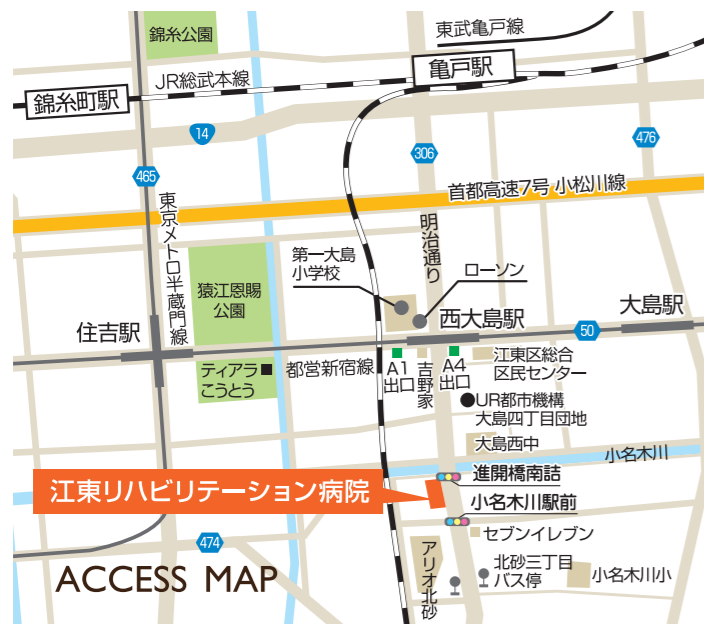 東武亀戸線
錦糸公園
亀戸駅
JR総武本線
錦糸町駅
14
306
476
465
首都高速7号 小松川線
東京メトロ半蔵門線
明治通り
第一大島
小学校
ローソン
猿江恩賜
公園
大島駅
西大島駅
住吉駅
50
都営新宿線
A1
出口
吉野家
A4
出口
江東区総合
区民センター
ティアラ
こうとう
UR都市機構
大島四丁目団地
大島西中
小名木川
進開橋南詰
江東リハビリテーション病院
小名木川駅前
セブンイレブン
474
アリオ北砂
北砂三丁目
バス停
小名木川小
ACCESS MAP